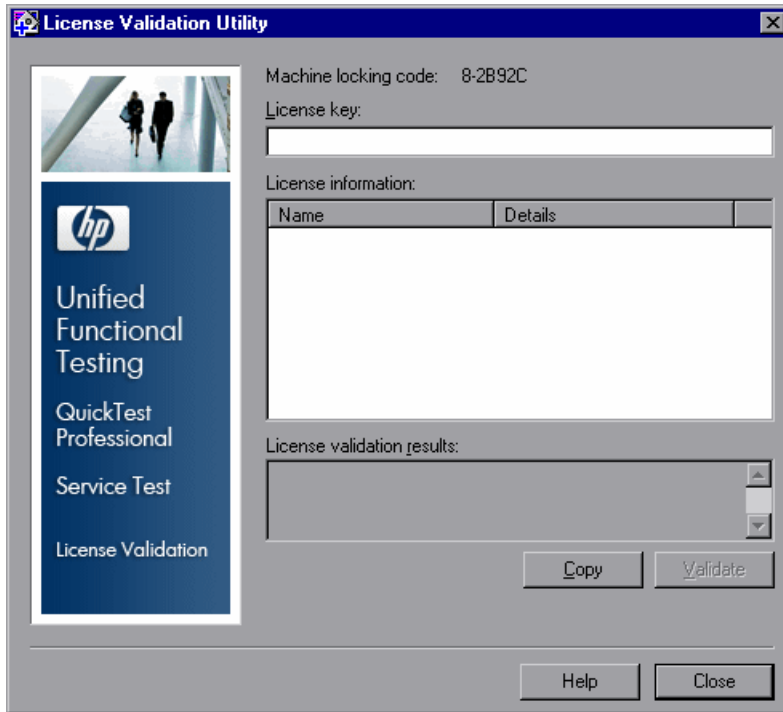 License Validation Utility
Machine locking code: 8-2B92C
License key:
License information:
Name Details
hp
Unified
Functional
Testing
QuickTest
Professional
Service Test
License Validation
License validation results:
Copy Validate
Help Close